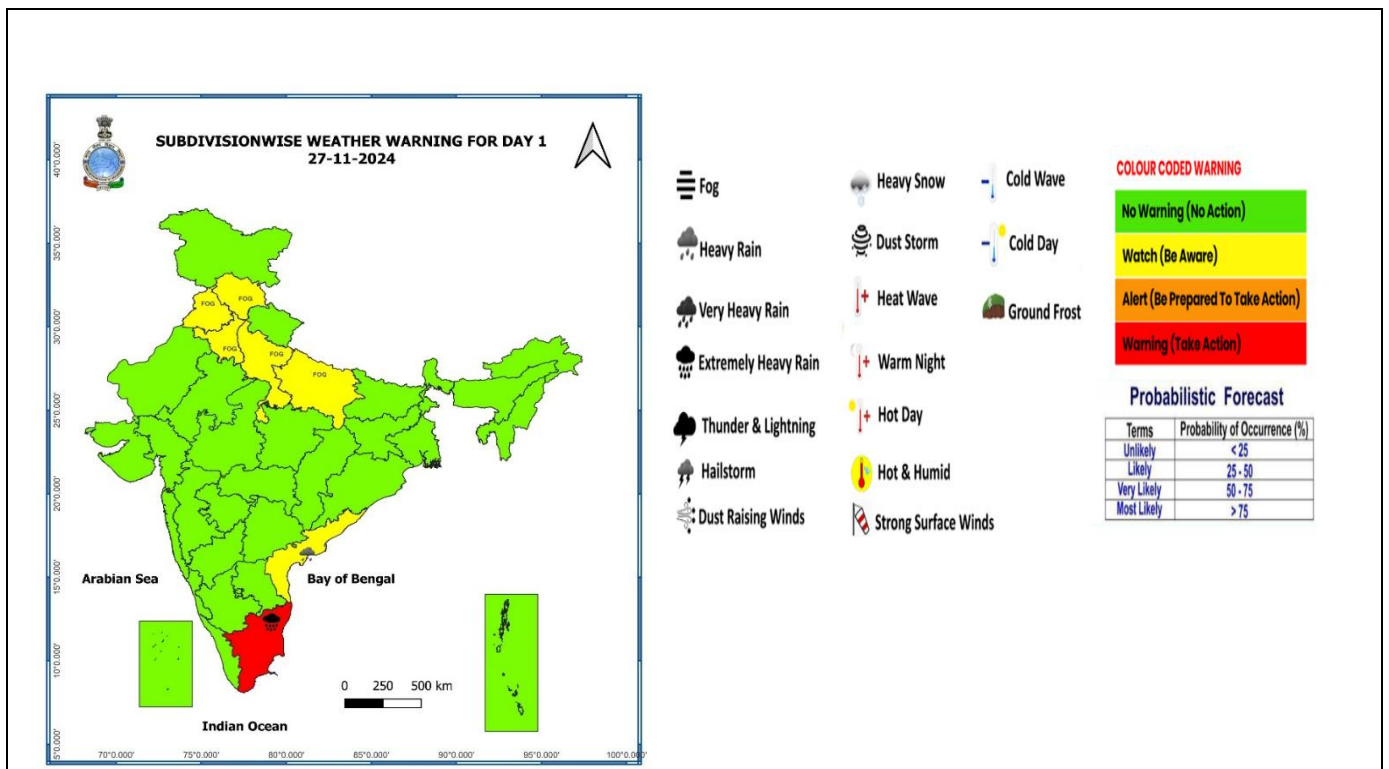 SUBDIVISIONWISE WEATHER WARNING FOR DAY 1
27-11-2024
40°0.000'
35°0.000'
30°0.000'
25°0.000'
20°0.000'
15°0.000'
10°0.000'
5°0.000'
FOG
FOG
FOG
FOG
FOG
Arabian Sea
Bay of Bengal
0 250 500 km
Indian Ocean
70°0.000' 75°0.000' 80°0.000' 85°0.000' 90°0.000' 95°0.000' 100°0.000'
Fog
Heavy Rain
Very Heavy Rain
Extremely Heavy Rain
Thunder & Lightning
Hailstorm
Dust Raising Winds
Heavy Snow
Dust Storm
Heat Wave
Warm Night
Hot Day
Hot & Humid
Strong Surface Winds
Cold Wave
Cold Day
Ground Frost
COLOUR CODED WARNING
No Warning (No Action)
Watch (Be Aware)
Alert (Be Prepared To Take Action)
Warning (Take Action)
Probabilistic Forecast
Terms Probability of Occurrence (%)
Unlikely < 25
Likely 25 - 50
Very Likely 50 - 75
Most Likely > 75